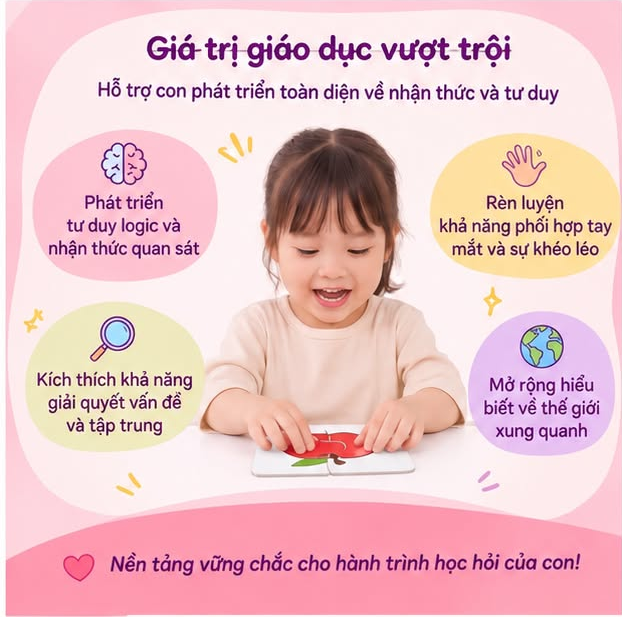 Giá trị giáo dục vượt trội
Hỗ trợ con phát triển toàn diện về nhận thức và tư duy
Phát triển
tư duy logic và
nhận thức quan sát
Rèn luyện
khả năng phối hợp tay
mắt và sự khéo léo
Kích thích khả năng
giải quyết vấn đề
và tập trung
Mở rộng hiểu
biết về thế giới
xung quanh
Nền tảng vững chắc cho hành trình học hỏi của con!